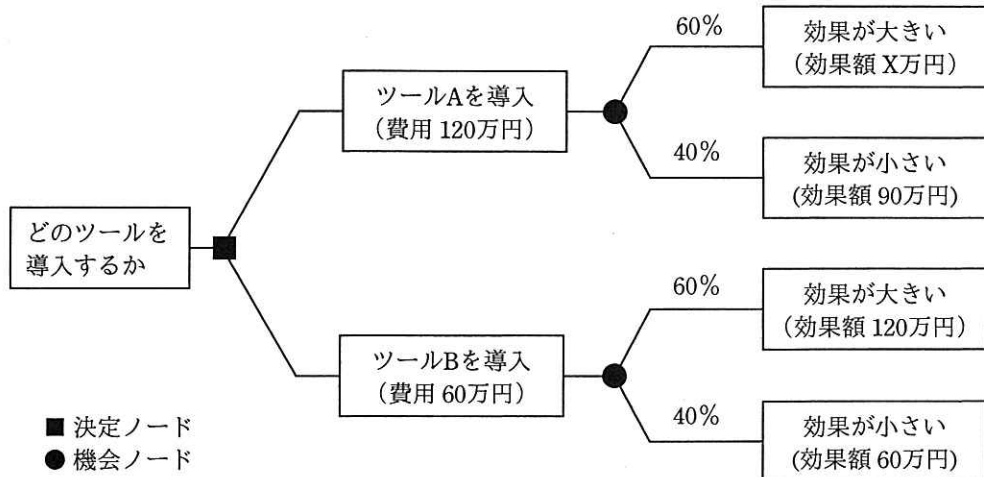 どのツールを
導入するか
ツールAを導入
（費用 120万円）
60%
効果が大きい
（効果額 X万円）
40%
効果が小さい
(効果額 90万円)
ツールBを導入
（費用 60万円）
60%
効果が大きい
（効果額 120万円）
40%
効果が小さい
(効果額 60万円)
■ 決定ノード
● 機会ノード